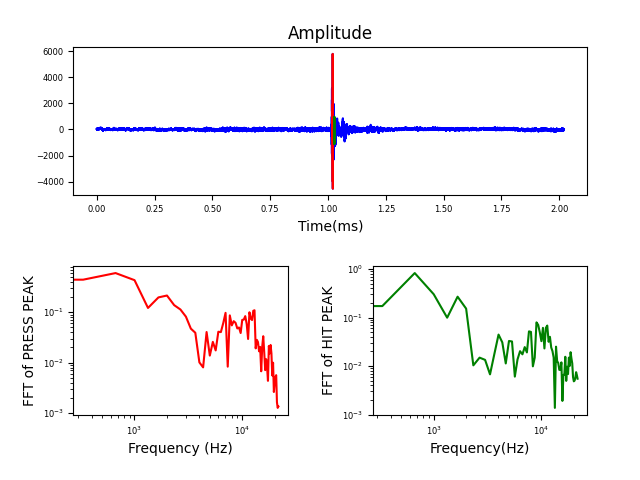 Amplitude
6000
4000
2000
0
−2000
−4000
0.00 0.25 0.50 0.75 1.00 1.25 1.50 1.75 2.00
Time(ms)
FFT of PRESS PEAK
10⁻¹
10⁻²
10⁻³
10³ 10⁴
Frequency (Hz)
FFT of HIT PEAK
10⁰
10⁻¹
10⁻²
10⁻³
10³ 10⁴
Frequency(Hz)